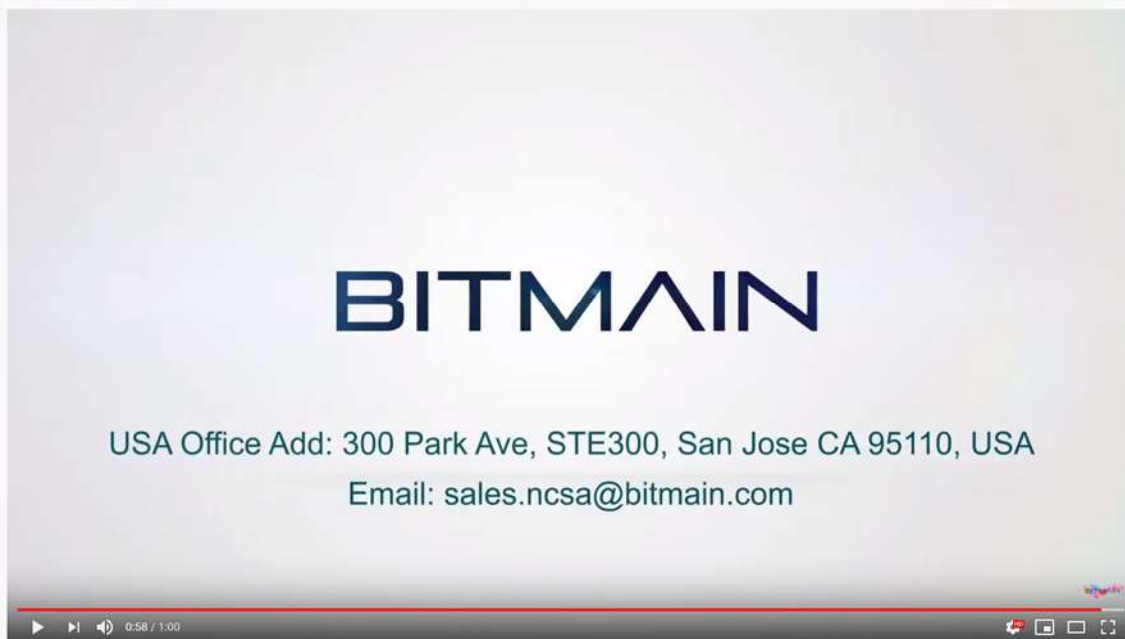 BITMAIN
USA Office Add: 300 Park Ave, STE300, San Jose CA 95110, USA
Email: sales.ncsa@bitmain.com
0:58 / 1:00
HD